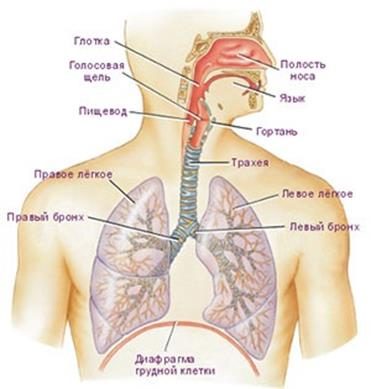 Глотка
Полость
носа
Голосовая
щель
Язык
Пищевод
Гортань
Трахея
Правое лёгкое
Левое лёгкое
Правый бронх
Левый бронх
Диафрагма
грудной клетки